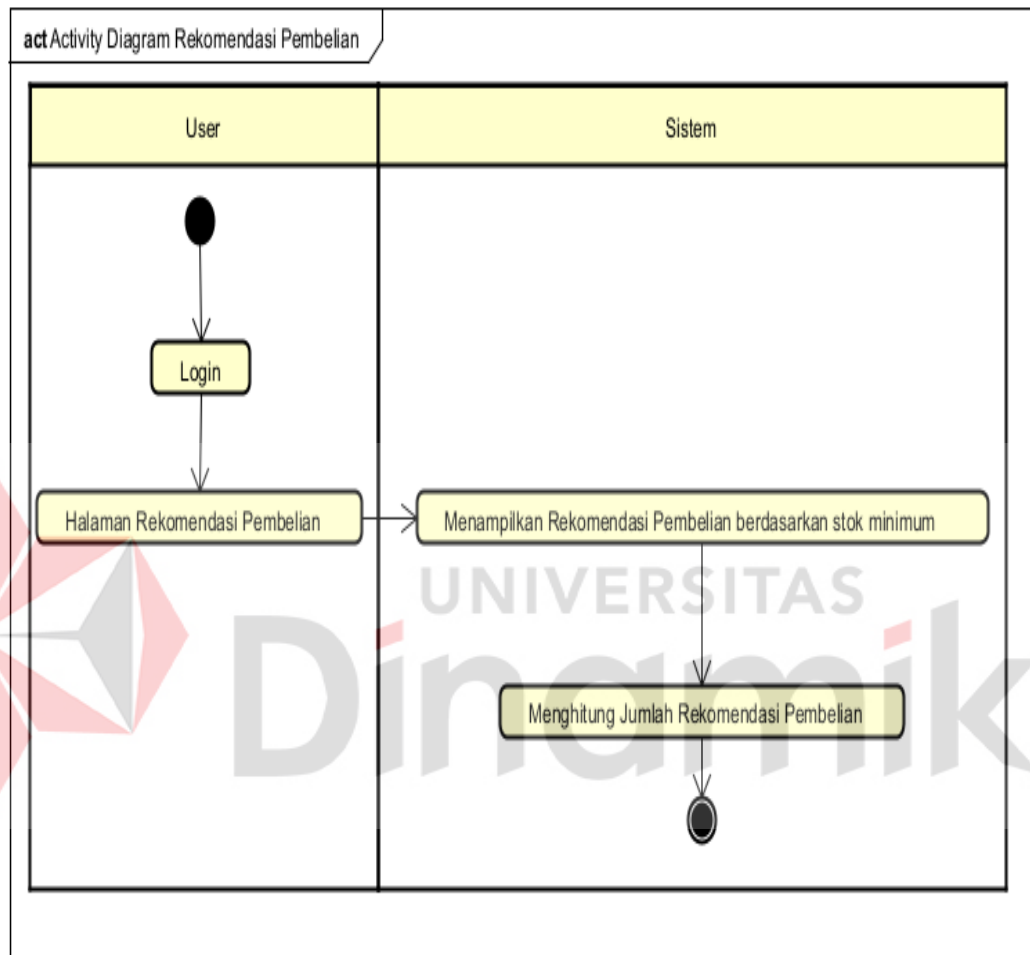 act Activity Diagram Rekomendasi Pembelian
User
Sistem
Login
Halaman Rekomendasi Pembelian
Menampilkan Rekomendasi Pembelian berdasarkan stok minimum
UNIVERSITAS
Dinamik
Menghitung Jumlah Rekomendasi Pembelian